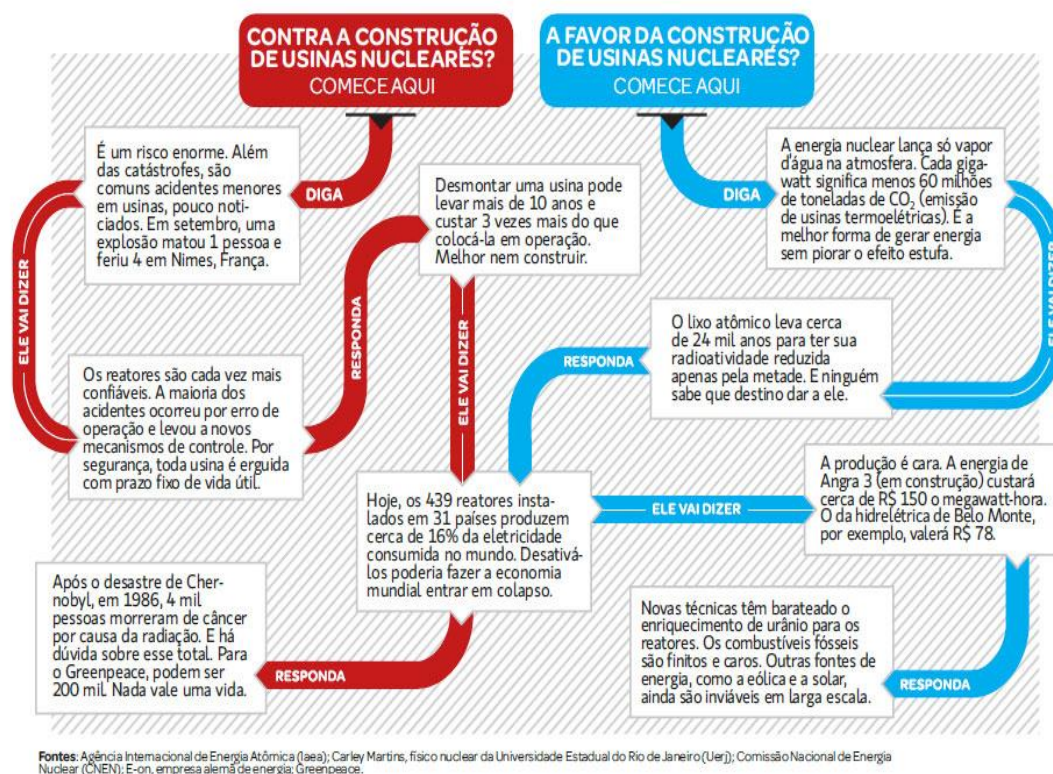 CONTRA A CONSTRUÇÃO
DE USINAS NUCLEARES?
COMECE AQUI
A FAVOR DA CONSTRUÇÃO
DE USINAS NUCLEARES?
COMECE AQUI
DIGA
É um risco enorme. Além
das catástrofes, são
comuns acidentes menores
em usinas, pouco noti-
ciados. Em setembro, uma
explosão matou 1 pessoa e
feriu 4 em Nimes, França.
ELE VAI DIZER
Os reatores são cada vez mais
confiáveis. A maioria dos
acidentes ocorreu por erro de
operação e levou a novos
mecanismos de controle. Por
segurança, toda usina é erguida
com prazo fixo de vida útil.
RESPONDA
Desmontar uma usina pode
levar mais de 10 anos e
custar 3 vezes mais do que
colocá-la em operação.
Melhor nem construir.
ELE VAI DIZER
Hoje, os 439 reatores insta-
lados em 31 países produzem
cerca de 16% da eletricidade
consumida no mundo. Desativá-
los poderia fazer a economia
mundial entrar em colapso.
RESPONDA
Após o desastre de Cher-
nobyl, em 1986, 4 mil
pessoas morreram de câncer
por causa da radiação. E há
dúvida sobre esse total. Para
o Greenpeace, podem ser
200 mil. Nada vale uma vida.
DIGA
A energia nuclear lança só vapor
d'água na atmosfera. Cada giga-
watt significa menos 60 milhões
de toneladas de CO₂ (emissão
de usinas termoelétricas). É a
melhor forma de gerar energia
sem piorar o efeito estufa.
ELE VAI DIZER
O lixo atômico leva cerca
de 24 mil anos para ter sua
radioatividade reduzida
apenas pela metade. E ninguém
sabe que destino dar a ele.
RESPONDA
ELE VAI DIZER
A produção é cara. A energia de
Angra 3 (em construção) custará
cerca de R$ 150 o megawatt-hora.
O da hidrelétrica de Belo Monte,
por exemplo, valerá R$ 78.
RESPONDA
Novas técnicas têm barateado o
enriquecimento de urânio para os
reatores. Os combustíveis fósseis
são finitos e caros. Outras fontes de
energia, como a eólica e a solar,
ainda são inviáveis em larga escala.
Fontes: Agência Internacional de Energia Atômica (Iaea); Carley Martins, físico nuclear da Universidade Estadual do Rio de Janeiro (Uerj); Comissão Nacional de Energia
Nuclear (CNEN); E-on, empresa alemã de energia; Greenpeace.